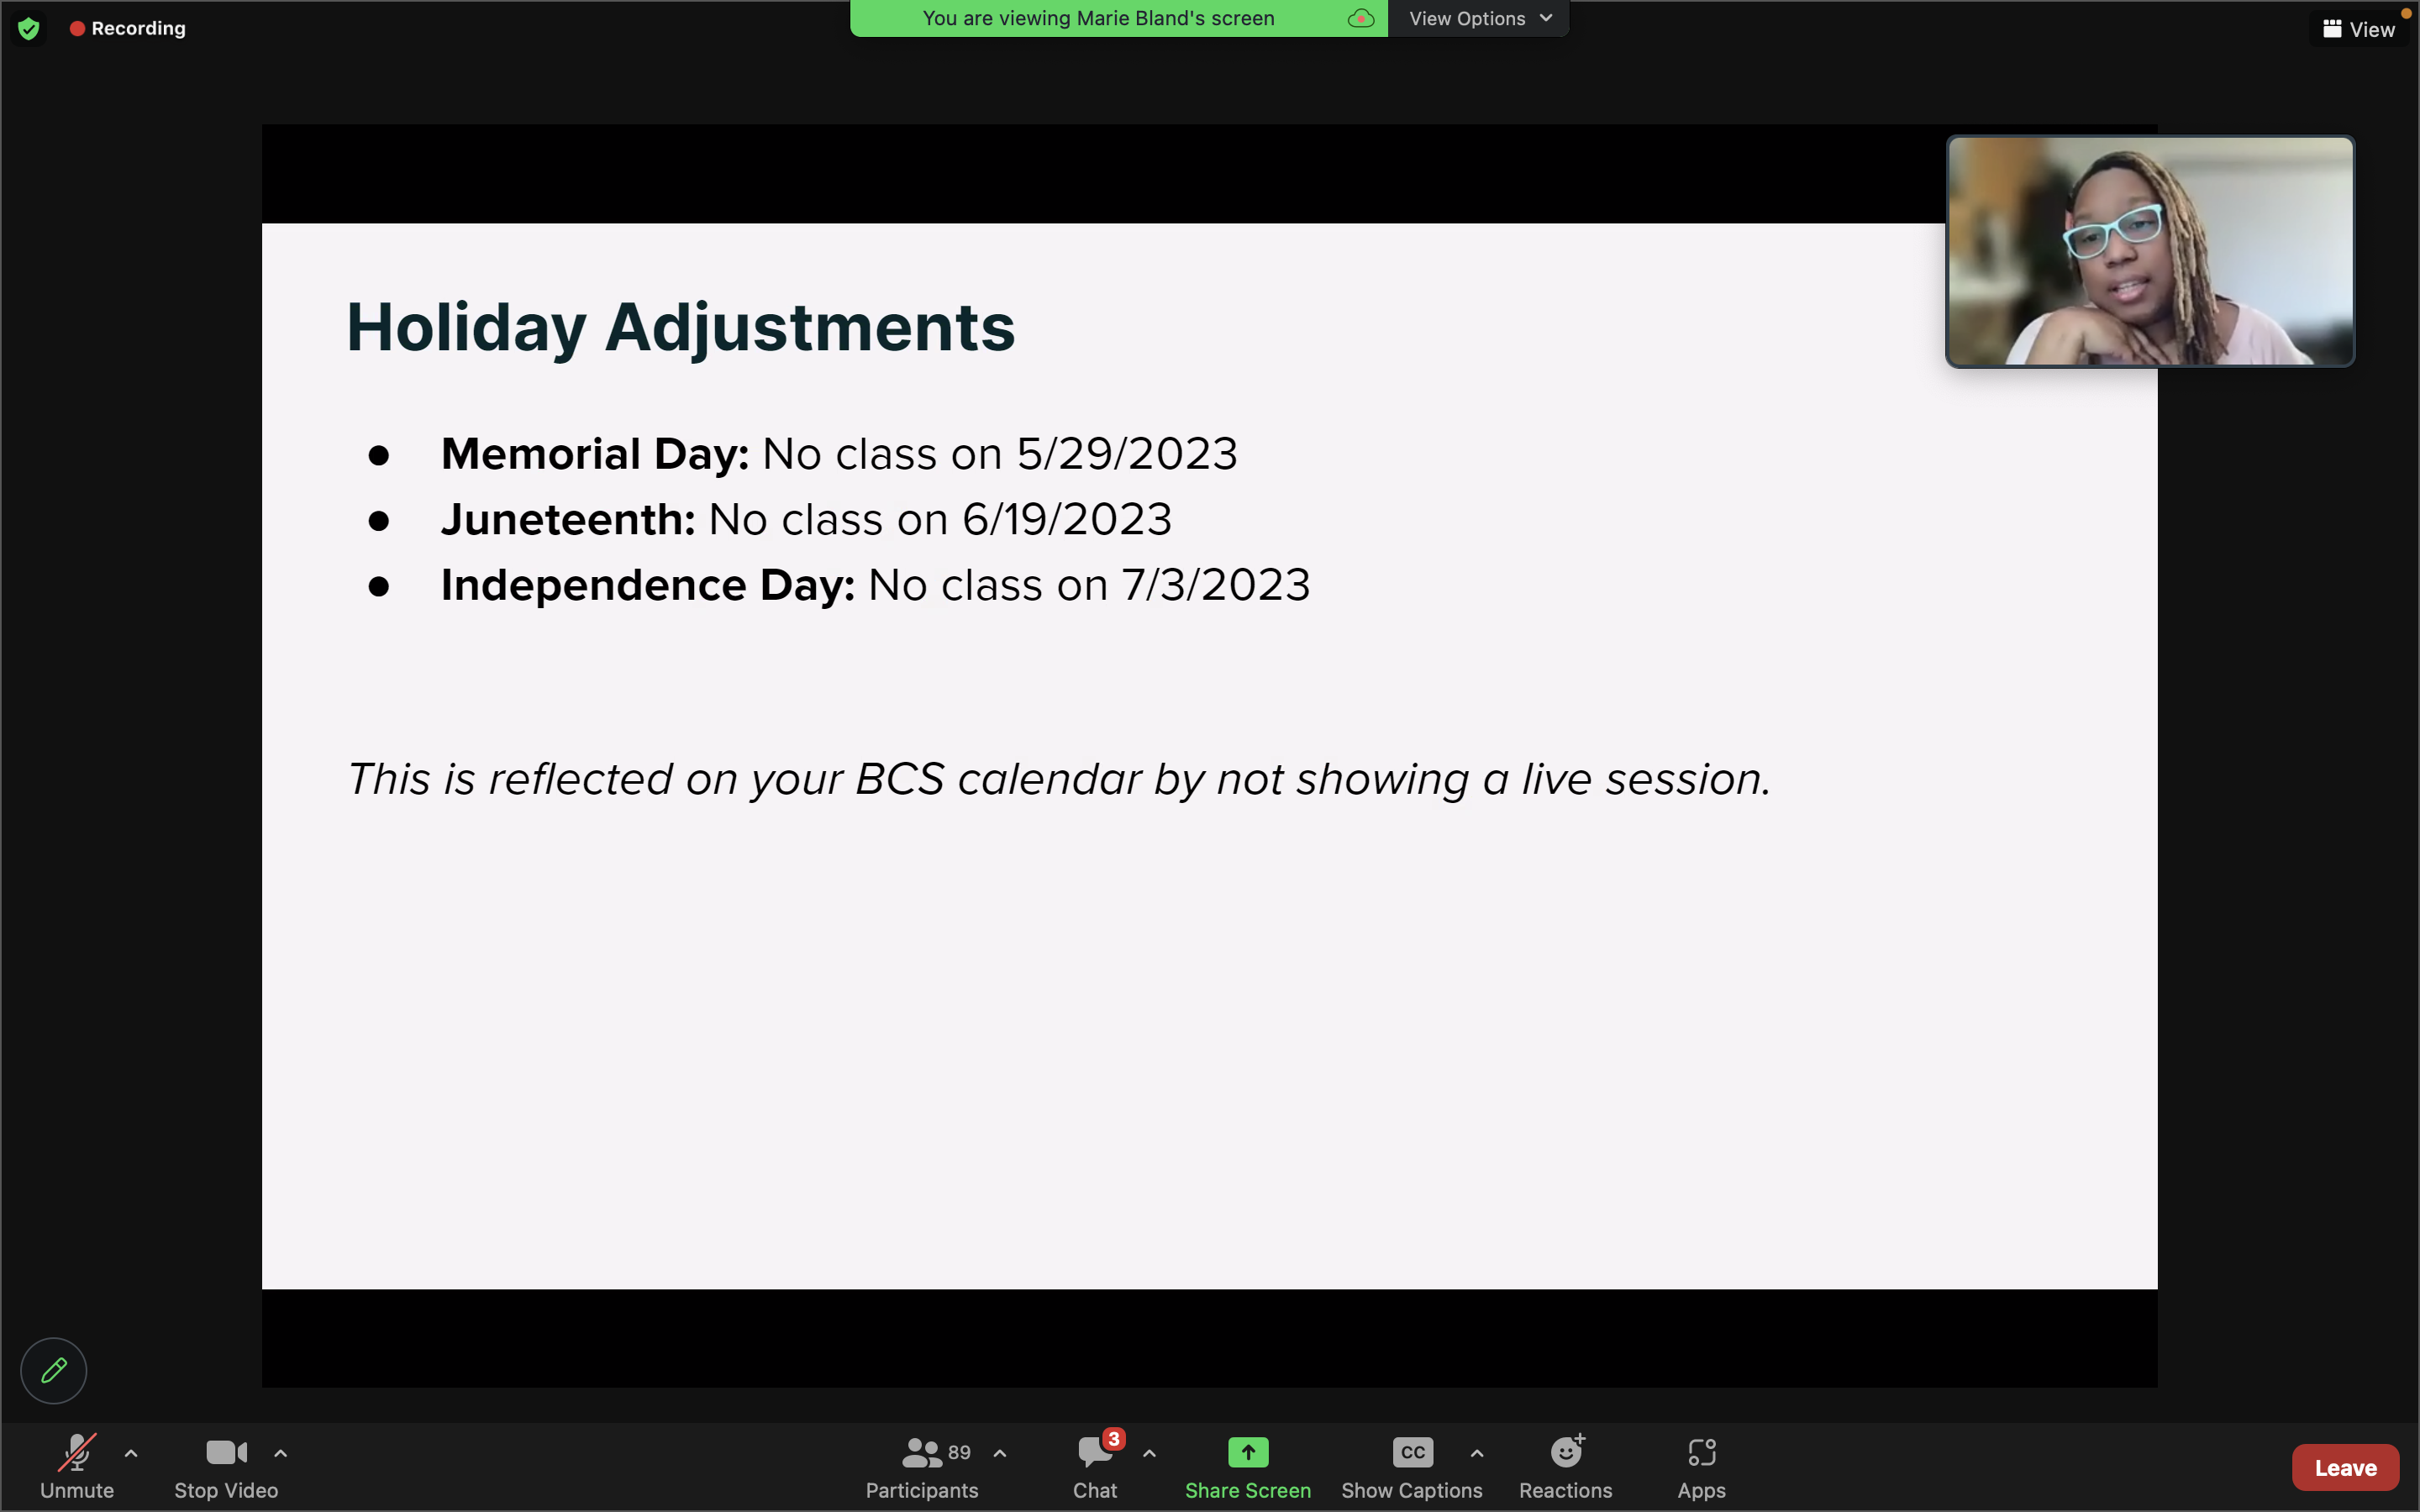 Recording
You are viewing Marie Bland's screen
View Options
View
Holiday Adjustments
● Memorial Day: No class on 5/29/2023
● Juneteenth: No class on 6/19/2023
● Independence Day: No class on 7/3/2023
This is reflected on your BCS calendar by not showing a live session.
Unmute
Stop Video
89
Participants
3
Chat
Share Screen
CC
Show Captions
Reactions
Apps
Leave